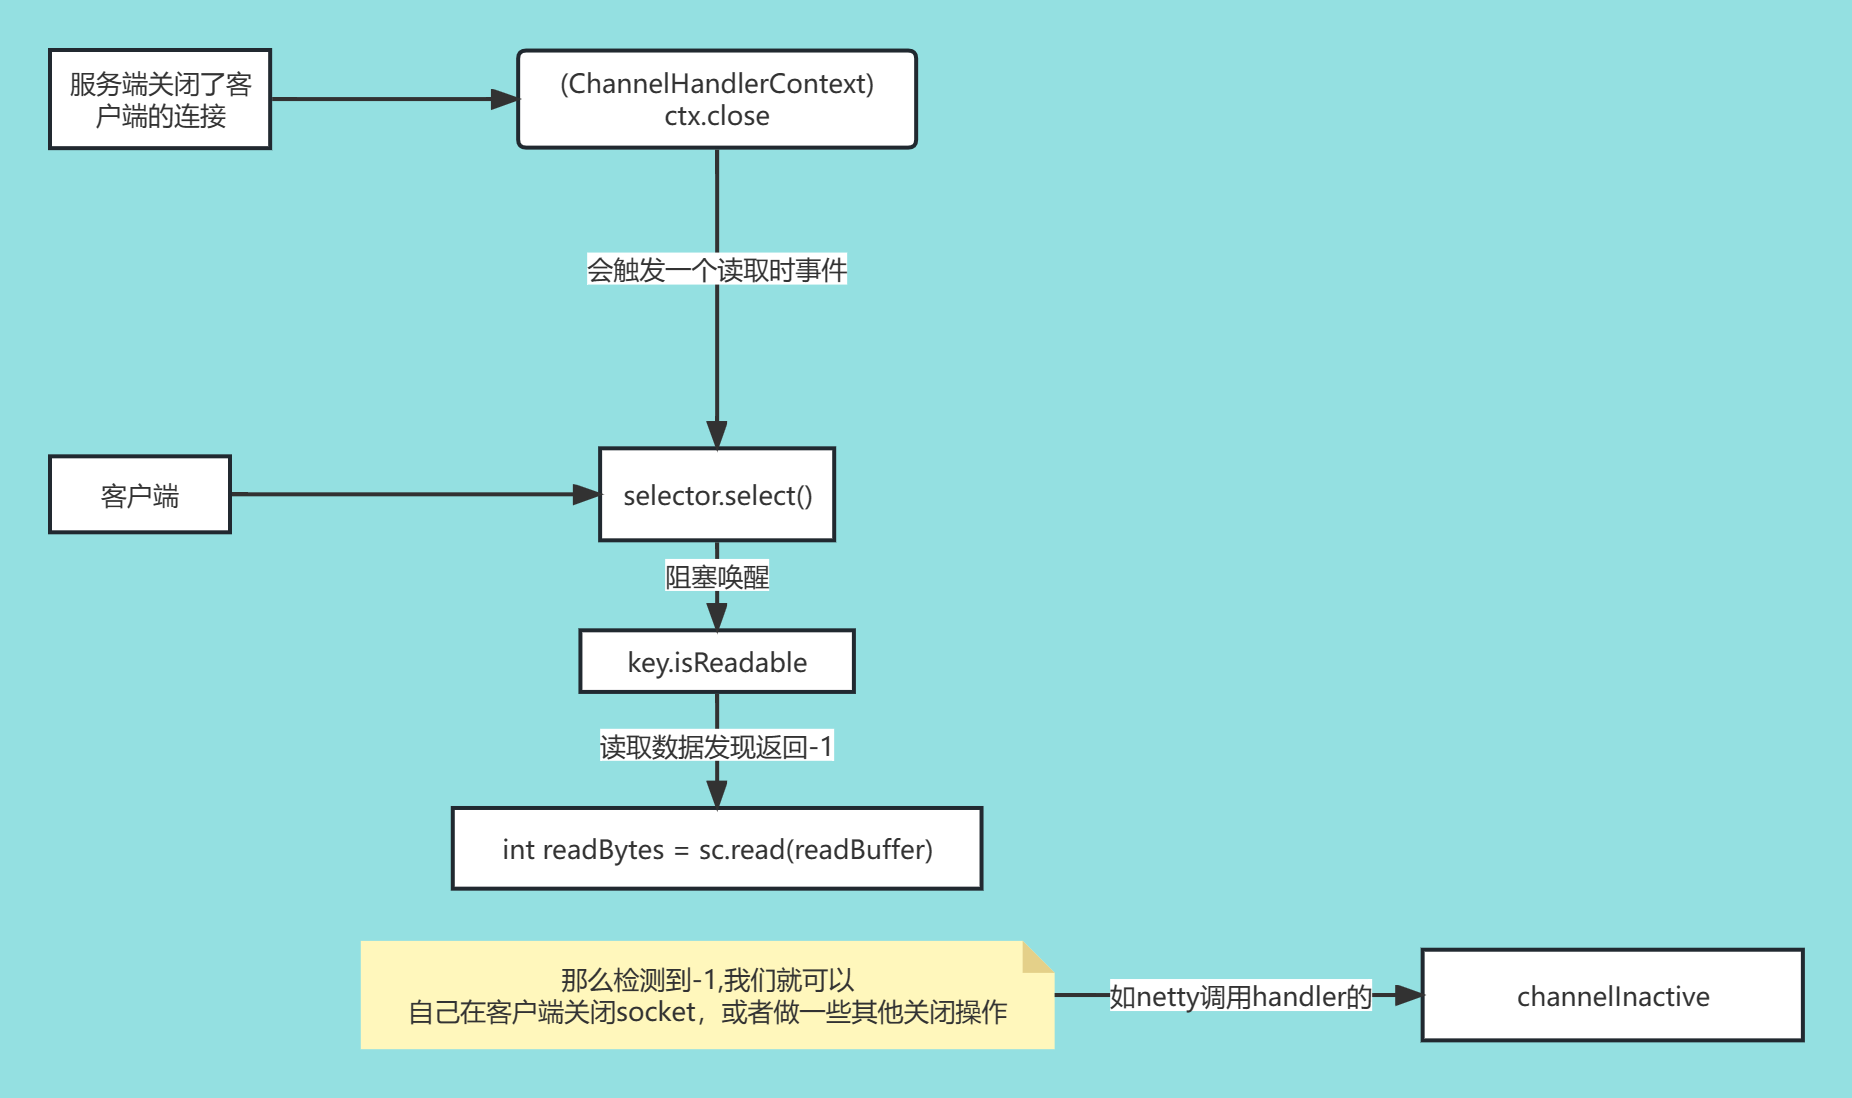 服务端关闭了客
户端的连接
(ChannelHandlerContext)
ctx.close
会触发一个读取时事件
客户端
selector.select()
阻塞唤醒
key.isReadable
读取数据发现返回-1
int readBytes = sc.read(readBuffer)
那么检测到-1,我们就可以
自己在客户端关闭socket，或者做一些其他关闭操作
如netty调用handler的
channelInactive